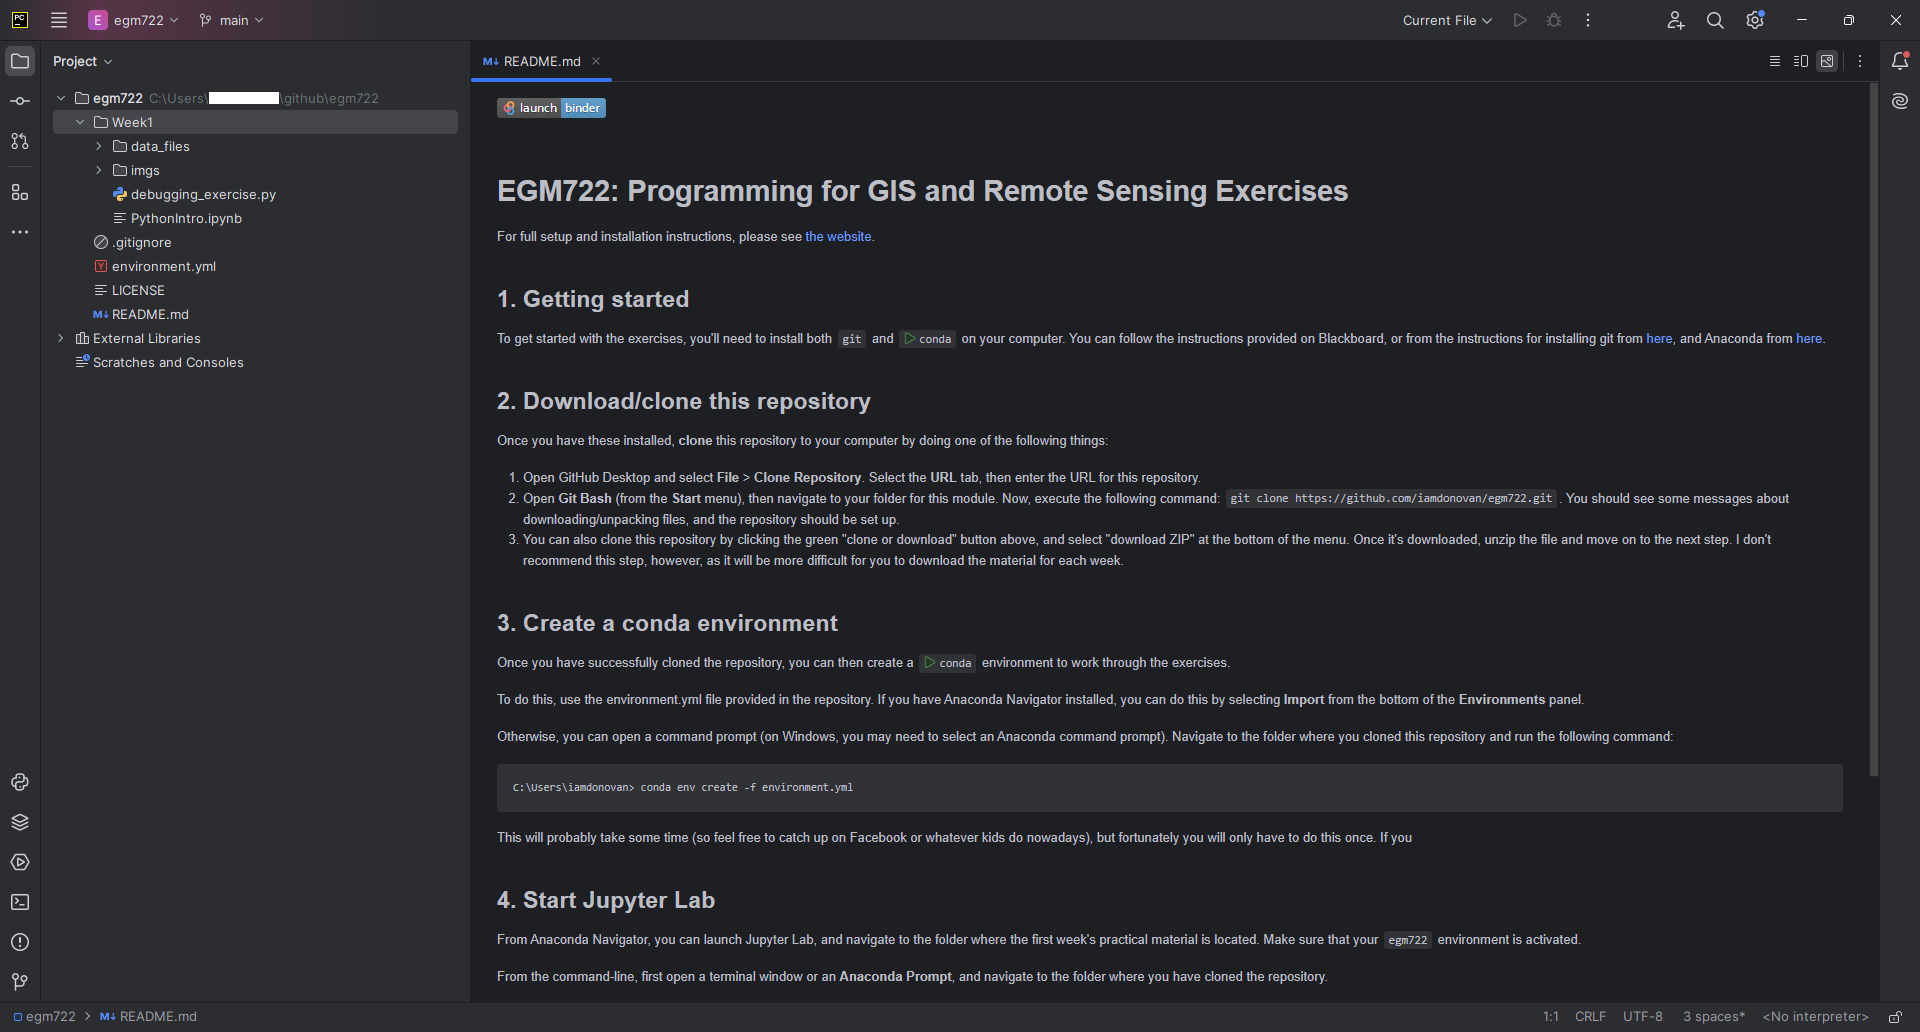 PC
E egm722 main
Current File
Project
README.md
egm722 C:\Users\ \github\egm722
Week1
data_files
imgs
debugging_exercise.py
PythonIntro.ipynb
.gitignore
environment.yml
LICENSE
README.md
External Libraries
Scratches and Consoles
launch binder
EGM722: Programming for GIS and Remote Sensing Exercises
For full setup and installation instructions, please see the website.
1. Getting started
To get started with the exercises, you'll need to install both git and conda on your computer. You can follow the instructions provided on Blackboard, or from the instructions for installing git from here, and Anaconda from here.
2. Download/clone this repository
Once you have these installed, clone this repository to your computer by doing one of the following things:
1. Open GitHub Desktop and select File > Clone Repository. Select the URL tab, then enter the URL for this repository.
2. Open Git Bash (from the Start menu), then navigate to your folder for this module. Now, execute the following command: git clone https://github.com/iamdonovan/egm722.git. You should see some messages about
downloading/unpacking files, and the repository should be set up.
3. You can also clone this repository by clicking the green "clone or download" button above, and select "download ZIP" at the bottom of the menu. Once it's downloaded, unzip the file and move on to the next step. I don't
recommend this step, however, as it will be more difficult for you to download the material for each week.
3. Create a conda environment
Once you have successfully cloned the repository, you can then create a conda environment to work through the exercises.
To do this, use the environment.yml file provided in the repository. If you have Anaconda Navigator installed, you can do this by selecting Import from the bottom of the Environments panel.
Otherwise, you can open a command prompt (on Windows, you may need to select an Anaconda command prompt). Navigate to the folder where you cloned this repository and run the following command:
C:\Users\iamdonovan> conda env create -f environment.yml
This will probably take some time (so feel free to catch up on Facebook or whatever kids do nowadays), but fortunately you will only have to do this once. If you
4. Start Jupyter Lab
From Anaconda Navigator, you can launch Jupyter Lab, and navigate to the folder where the first week's practical material is located. Make sure that your egm722 environment is activated.
From the command-line, first open a terminal window or an Anaconda Prompt, and navigate to the folder where you have cloned the repository.
egm722 > README.md
1:1 CRLF UTF-8 3 spaces* <No interpreter>